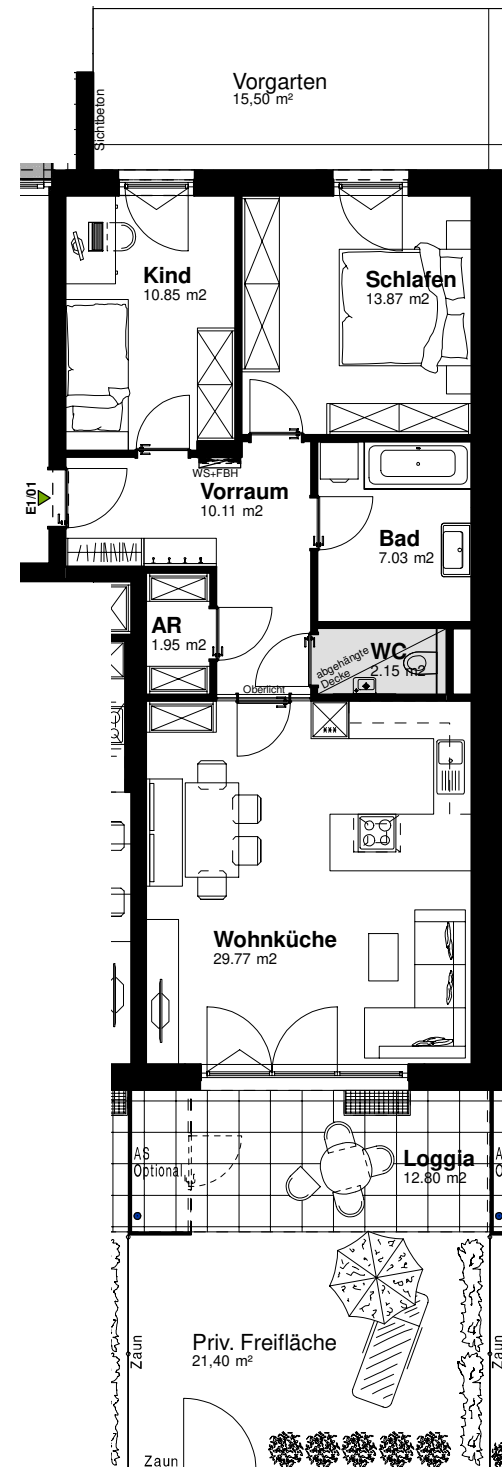 Vorgarten
15,50 m²
Sichtbeton
Kind
10.85 m2
Schlafen
13.87 m2
WS+FBH
Vorraum
10.11 m2
E1/01
Bad
7.03 m2
AR
1.95 m2
abgehängte
Decke
WC
2.15 m2
Oberlicht
Wohnküche
29.77 m2
AS
Optional
Loggia
12.80 m2
Zaun
Priv. Freifläche
21,40 m²
Zaun
Zaun